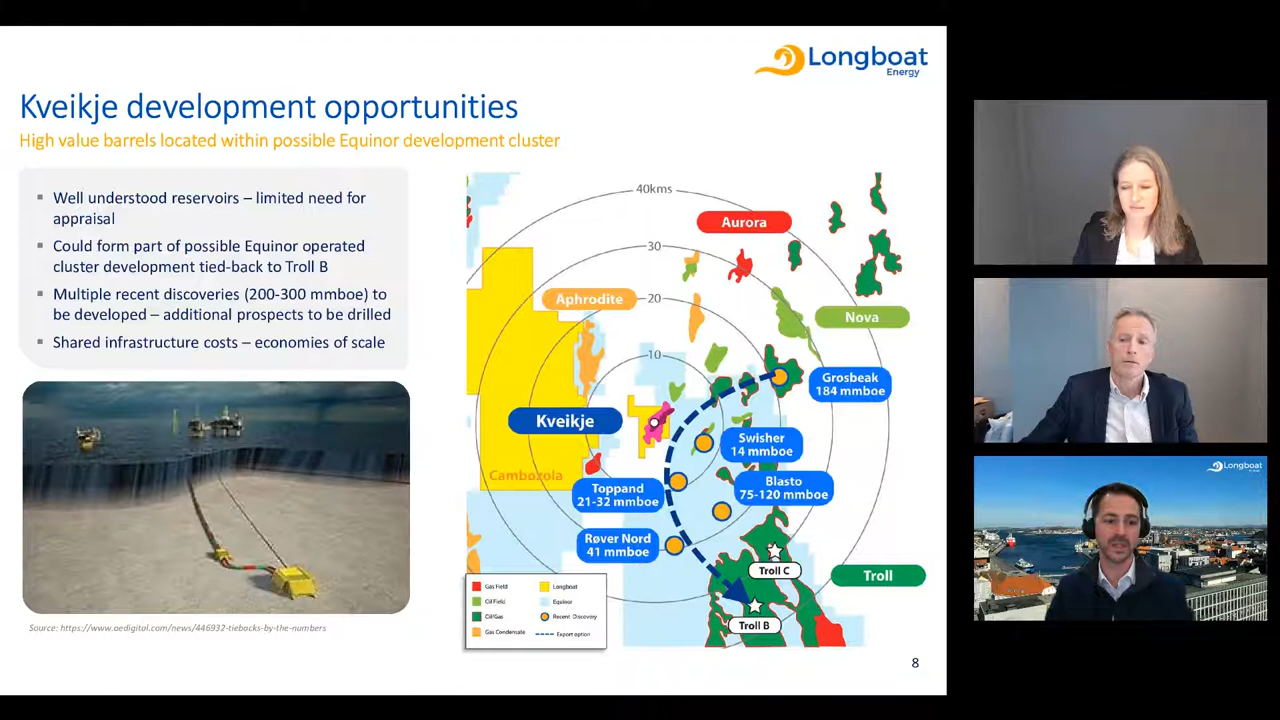 Longboat
Energy
Kveikje development opportunities
High value barrels located within possible Equinor development cluster
Well understood reservoirs – limited need for
appraisal
Could form part of possible Equinor operated
cluster development tied-back to Troll B
Multiple recent discoveries (200-300 mmboe) to
be developed – additional prospects to be drilled
Shared infrastructure costs – economies of scale
Source: https://www.oedigital.com/news/446932-tiebacks-by-the-numbers
40kms
Aurora
30
Aphrodite
20
Nova
10
Grosbeak
184 mmboe
Kveikje
Swisher
14 mmboe
Cambozola
Toppand
21-32 mmboe
Blasto
75-120 mmboe
Røver Nord
41 mmboe
Troll C
Troll
Troll B
Gas Field
Longboat
Oil Field
Equinor
Oil/Gas
Recent Discovery
Gas Condensate
Export option
8
Longboat